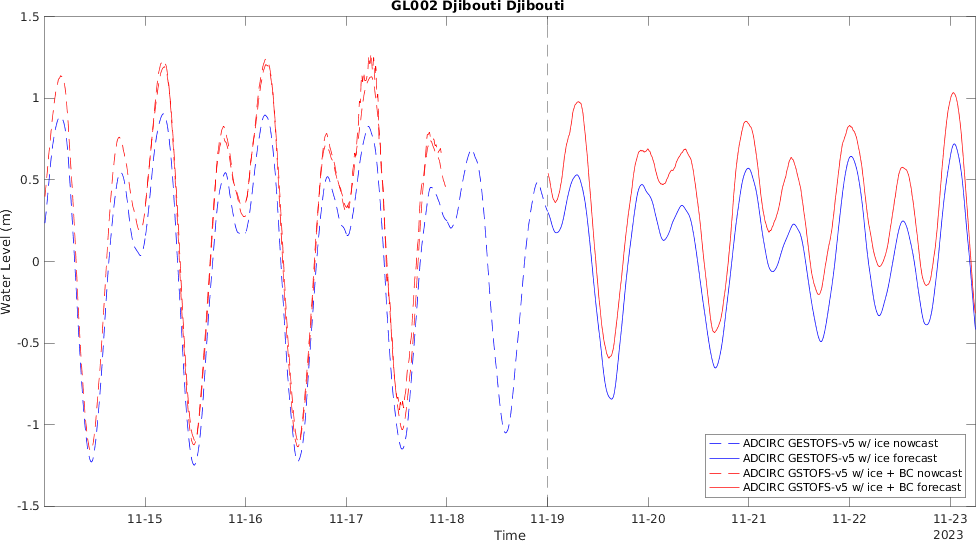 GL002 Djibouti Djibouti
1.5
1
0.5
0
-0.5
-1
-1.5
Water Level (m)
11-15
11-16
11-17
11-18
11-19
11-20
11-21
11-22
11-23
2023
Time
ADCIRC GESTOFS-v5 w/ ice nowcast
ADCIRC GESTOFS-v5 w/ ice forecast
ADCIRC GSTOFS-v5 w/ ice + BC nowcast
ADCIRC GSTOFS-v5 w/ ice + BC forecast